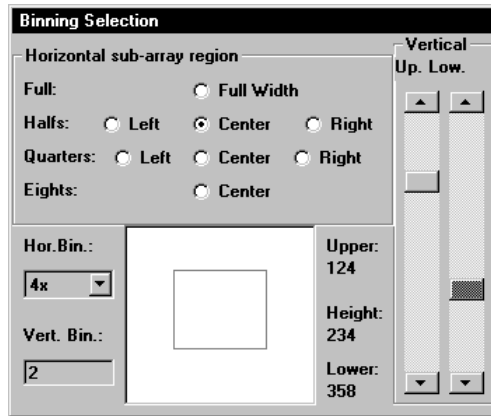 Binning Selection
Horizontal sub-array region
Vertical
Up. Low.
Full: Full Width
Halfs: Left Center Right
Quarters: Left Center Right
Eights: Center
Hor.Bin.:
4x
Vert. Bin.:
2
Upper:
124
Height:
234
Lower:
358